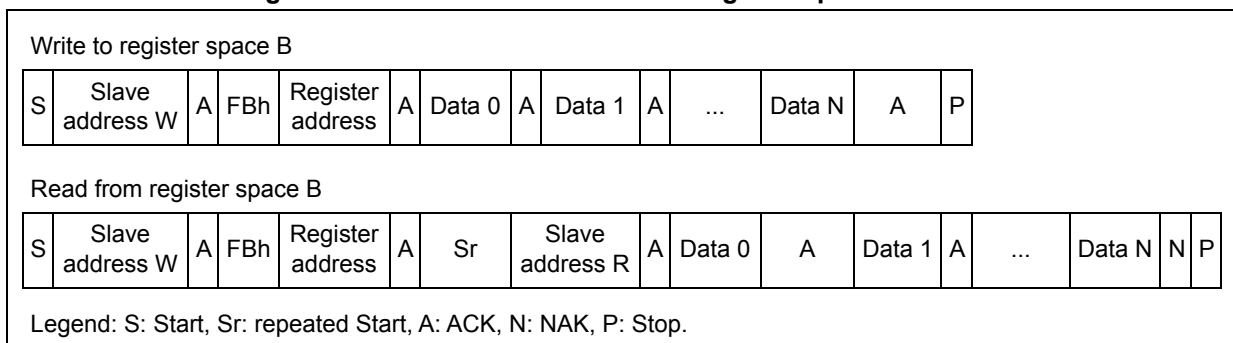 Write to register space B
S Slave address W A FBh Register address A Data 0 A Data 1 A ... Data N A P
Read from register space B
S Slave address W A FBh Register address A Sr Slave address R A Data 0 A Data 1 A ... Data N N P
Legend: S: Start, Sr: repeated Start, A: ACK, N: NAK, P: Stop.